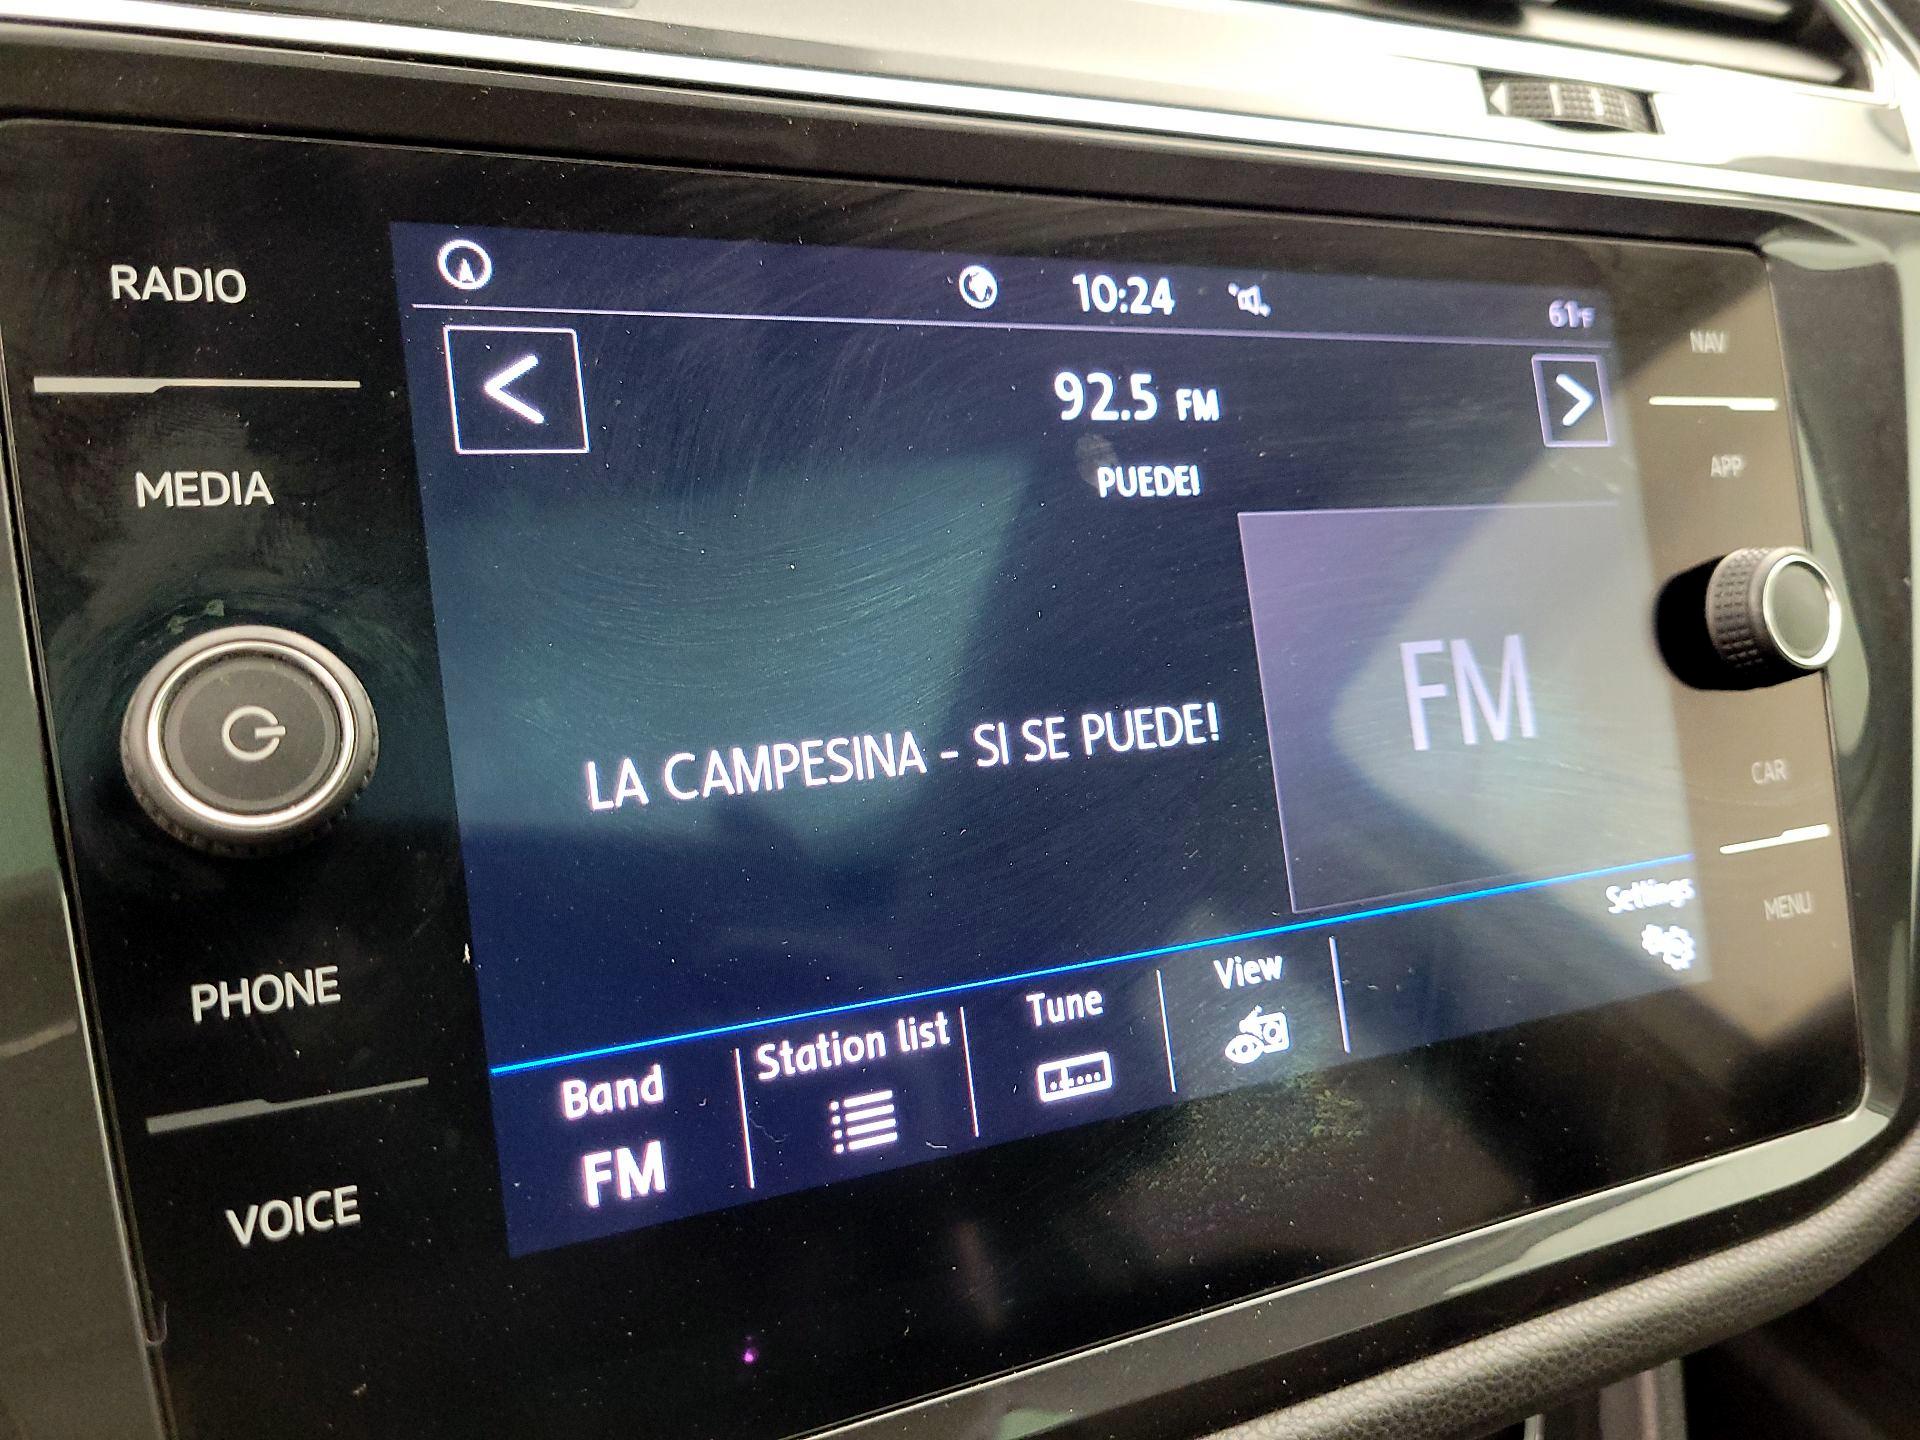 RADIO
MEDIA
PHONE
VOICE
10:24
61°F
92.5 FM
PUEDE!
LA CAMPESINA - SI SE PUEDE!
FM
Band
FM
Station list
Tune
View
Settings
NAV
APP
CAR
MENU